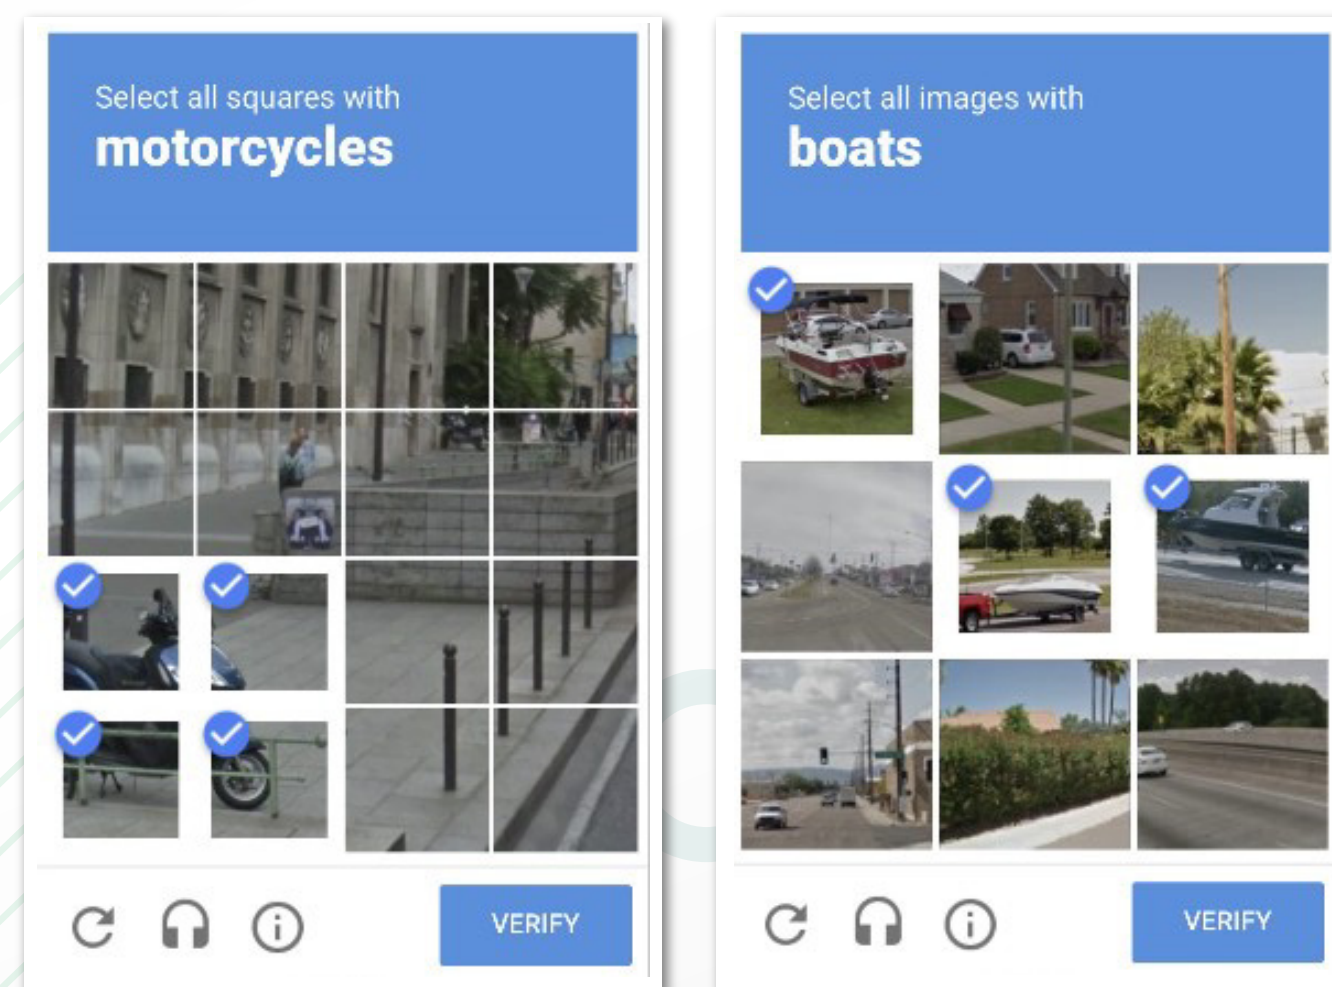 Select all squares with
motorcycles
VERIFY
Select all images with
boats
VERIFY